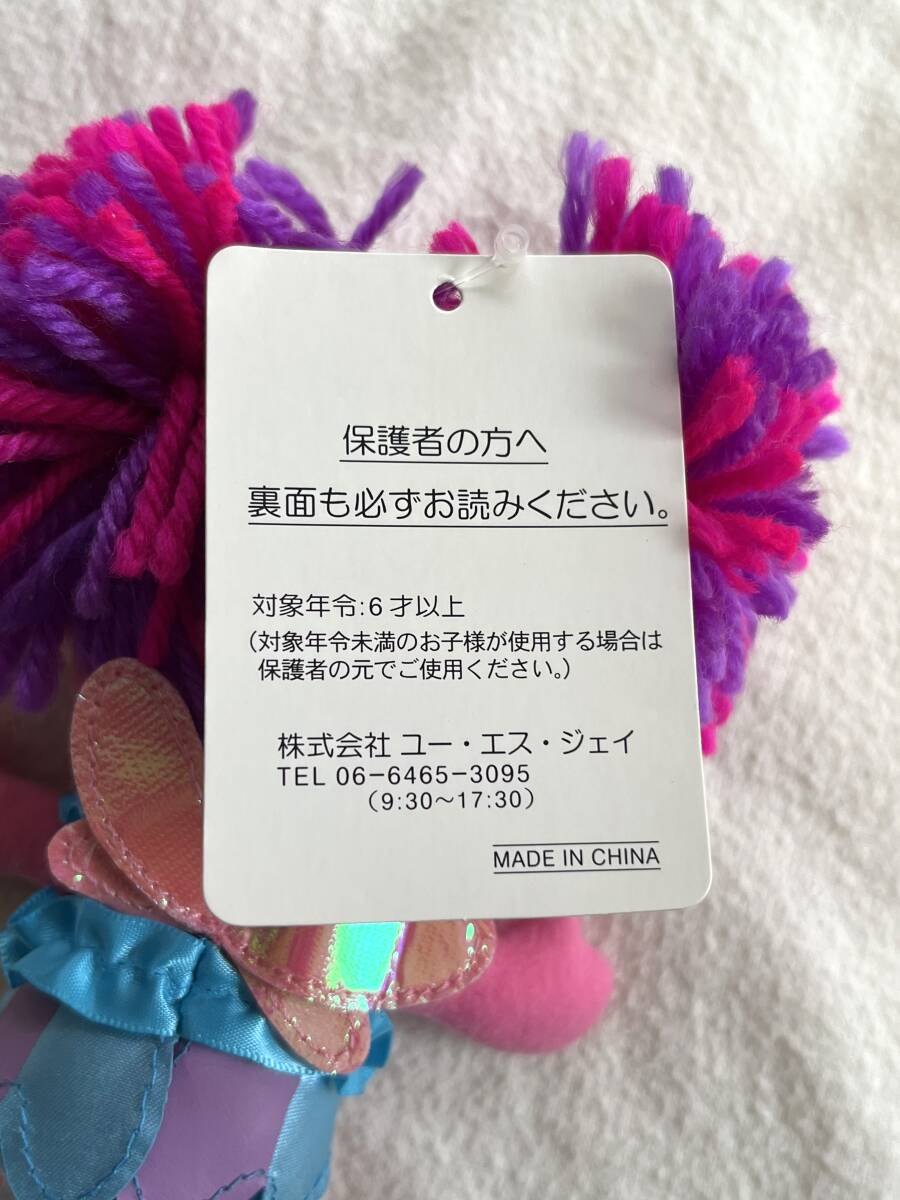 保護者の方へ
裏面も必ずお読みください。
対象年令:6才以上
（対象年令未満のお子様が使用する場合は
保護者の元でご使用ください。）
株式会社 ユー・エス・ジェイ
TEL 06−6465−3095
（9:30〜17:30）
MADE IN CHINA